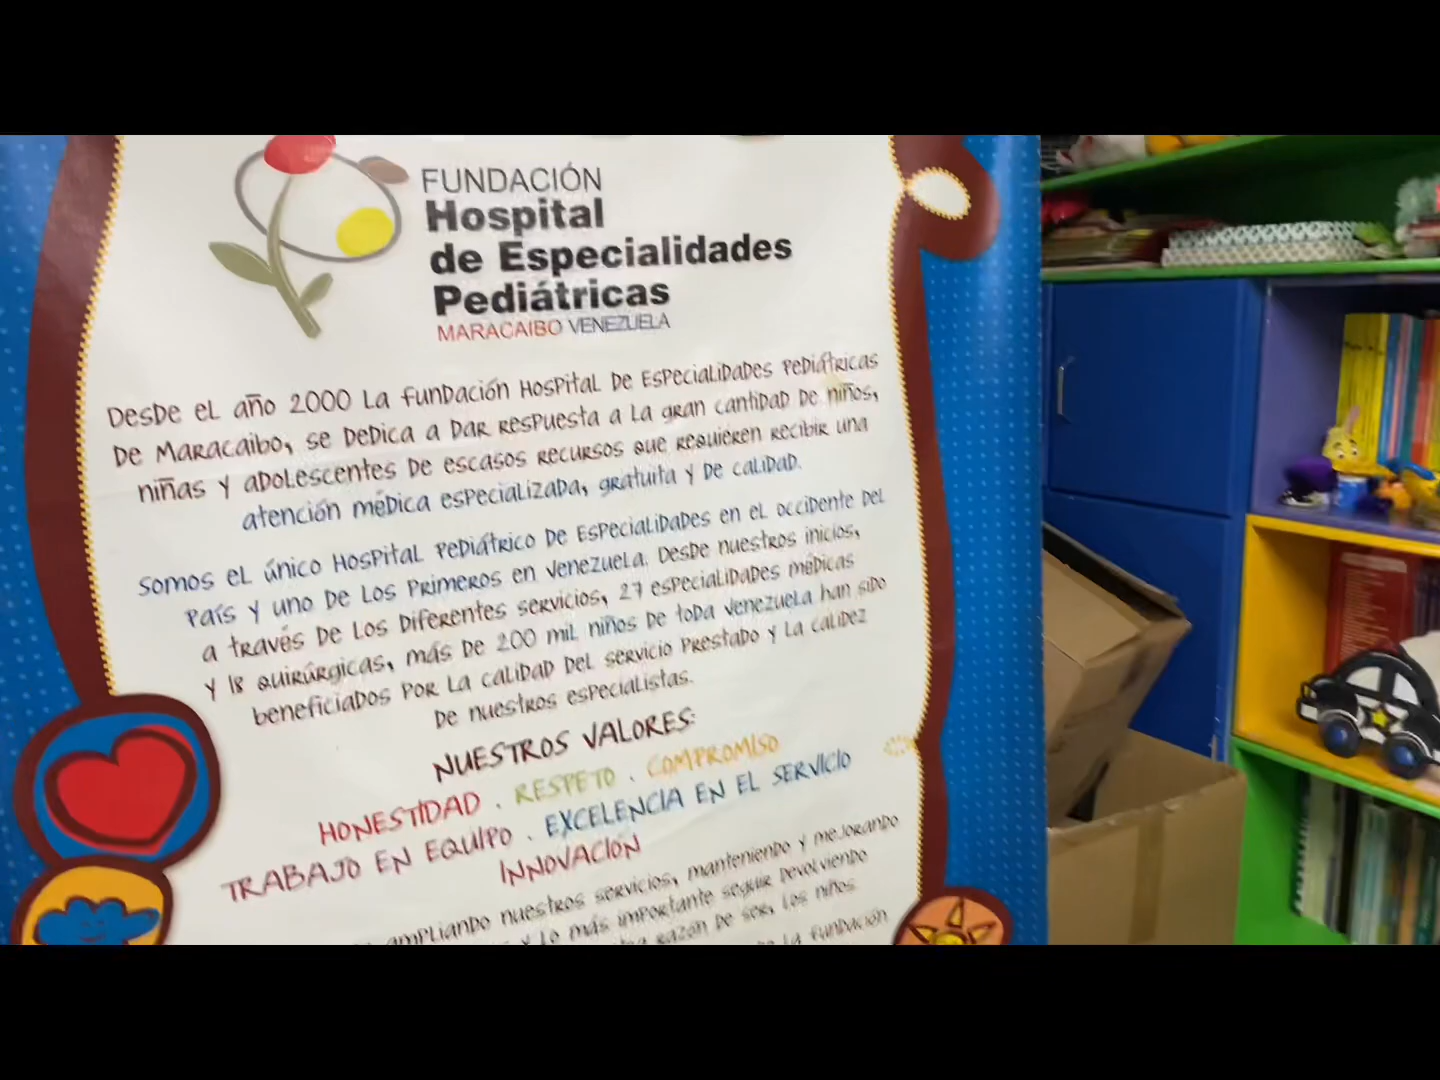 FUNDACIÓN
Hospital
de Especialidades
Pediátricas
MARACAIBO VENEZUELA
Desde el año 2000 la Fundación Hospital de Especialidades Pediátricas
de Maracaibo, se dedica a dar respuesta a la gran cantidad de niños,
niñas y adolescentes de escasos recursos que requieren recibir una
atención médica especializada, gratuita y de calidad.
Somos el único Hospital Pediátrico de Especialidades en el occidente del
país y uno de los primeros en Venezuela. Desde nuestros inicios,
a través de los diferentes servicios, 27 especialidades médicas
y 18 quirúrgicas, más de 200 mil niños de toda Venezuela han sido
beneficiados por la calidad del servicio prestado y la calidez
de nuestros especialistas.
NUESTROS VALORES:
HONESTIDAD . RESPETO . COMPROMISO
TRABAJO EN EQUIPO . EXCELENCIA EN EL SERVICIO
INNOVACIÓN
ampliando nuestros servicios, manteniendo y mejorando
y lo más importante seguir devolviendo
razón de ser, los niños
la Fundación